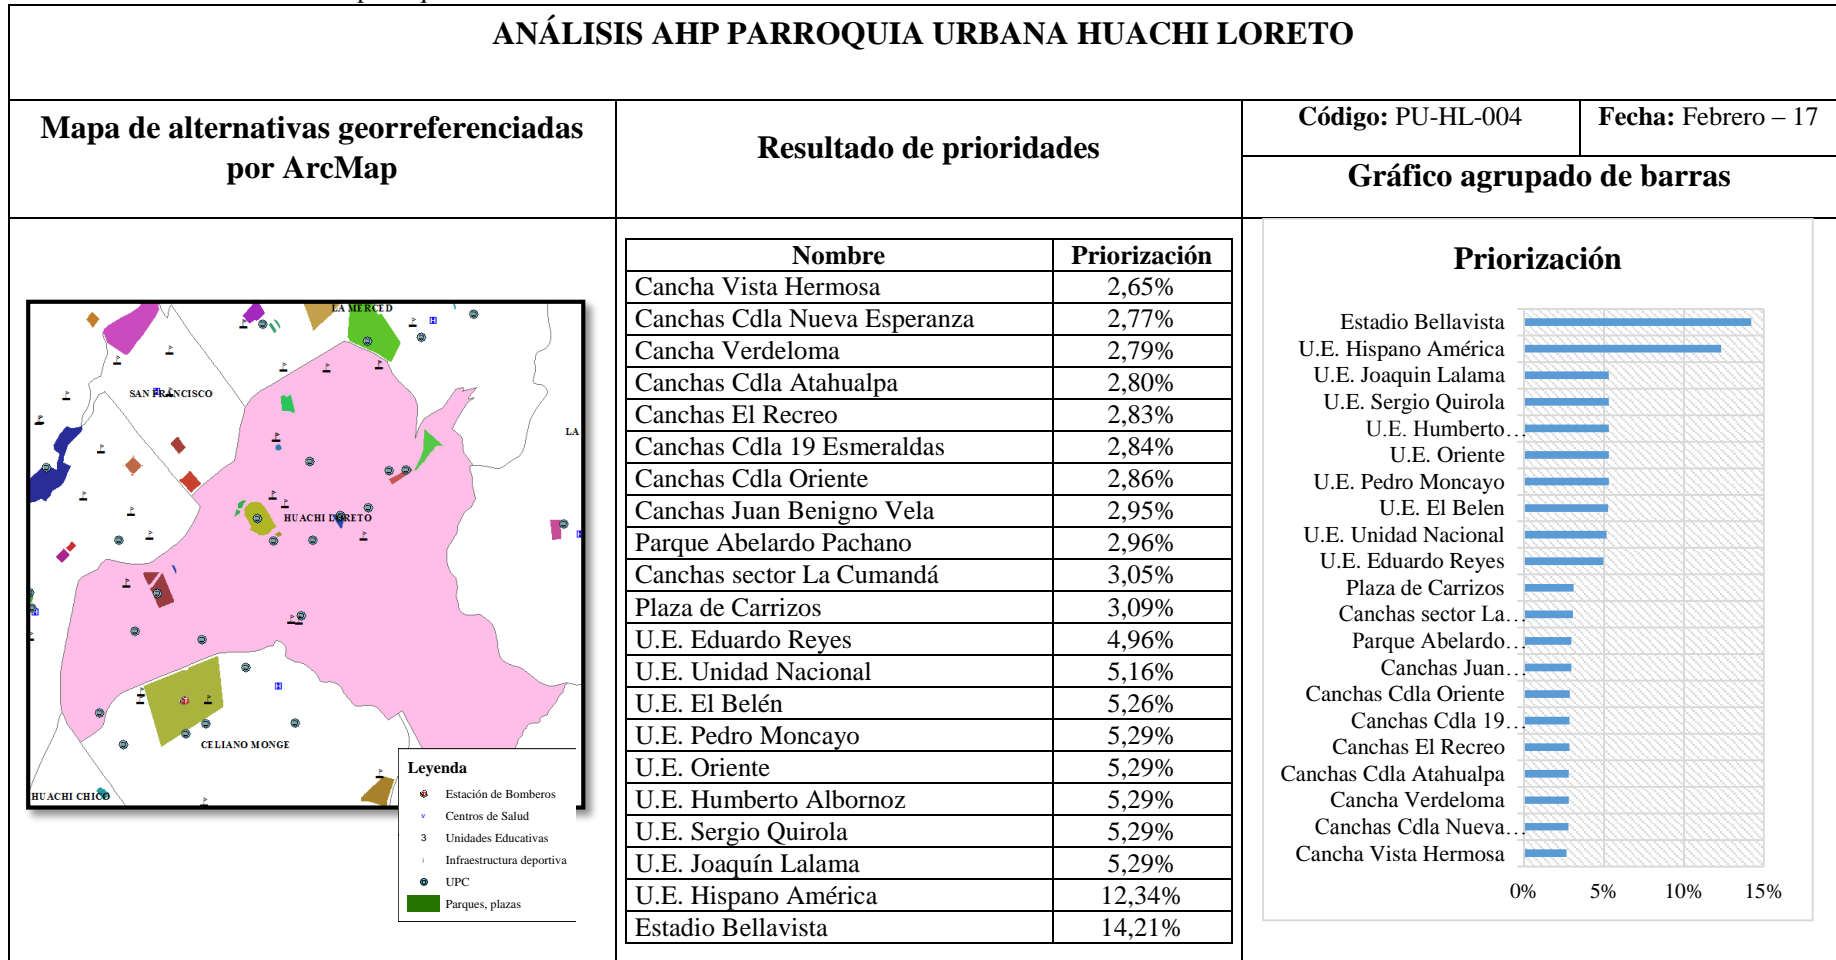 ANÁLISIS AHP PARROQUIA URBANA HUACHI LORETO
Mapa de alternativas georreferenciadas
por ArcMap
Resultado de prioridades
Código: PU-HL-004
Fecha: Febrero – 17
Gráfico agrupado de barras
LA MERCED
SAN FRANCISCO
LA
HUACHI LORETO
CELIANO MONGE
HUACHI CHICO
Leyenda
Estación de Bomberos
Centros de Salud
Unidades Educativas
Infraestructura deportiva
UPC
Parques, plazas
Nombre Priorización
Cancha Vista Hermosa 2,65%
Canchas Cdla Nueva Esperanza 2,77%
Cancha Verdeloma 2,79%
Canchas Cdla Atahualpa 2,80%
Canchas El Recreo 2,83%
Canchas Cdla 19 Esmeraldas 2,84%
Canchas Cdla Oriente 2,86%
Canchas Juan Benigno Vela 2,95%
Parque Abelardo Pachano 2,96%
Canchas sector La Cumandá 3,05%
Plaza de Carrizos 3,09%
U.E. Eduardo Reyes 4,96%
U.E. Unidad Nacional 5,16%
U.E. El Belén 5,26%
U.E. Pedro Moncayo 5,29%
U.E. Oriente 5,29%
U.E. Humberto Albornoz 5,29%
U.E. Sergio Quirola 5,29%
U.E. Joaquín Lalama 5,29%
U.E. Hispano América 12,34%
Estadio Bellavista 14,21%
Priorización
Estadio Bellavista
U.E. Hispano América
U.E. Joaquin Lalama
U.E. Sergio Quirola
U.E. Humberto…
U.E. Oriente
U.E. Pedro Moncayo
U.E. El Belen
U.E. Unidad Nacional
U.E. Eduardo Reyes
Plaza de Carrizos
Canchas sector La…
Parque Abelardo…
Canchas Juan…
Canchas Cdla Oriente
Canchas Cdla 19…
Canchas El Recreo
Canchas Cdla Atahualpa
Cancha Verdeloma
Canchas Cdla Nueva…
Cancha Vista Hermosa
0% 5% 10% 15%